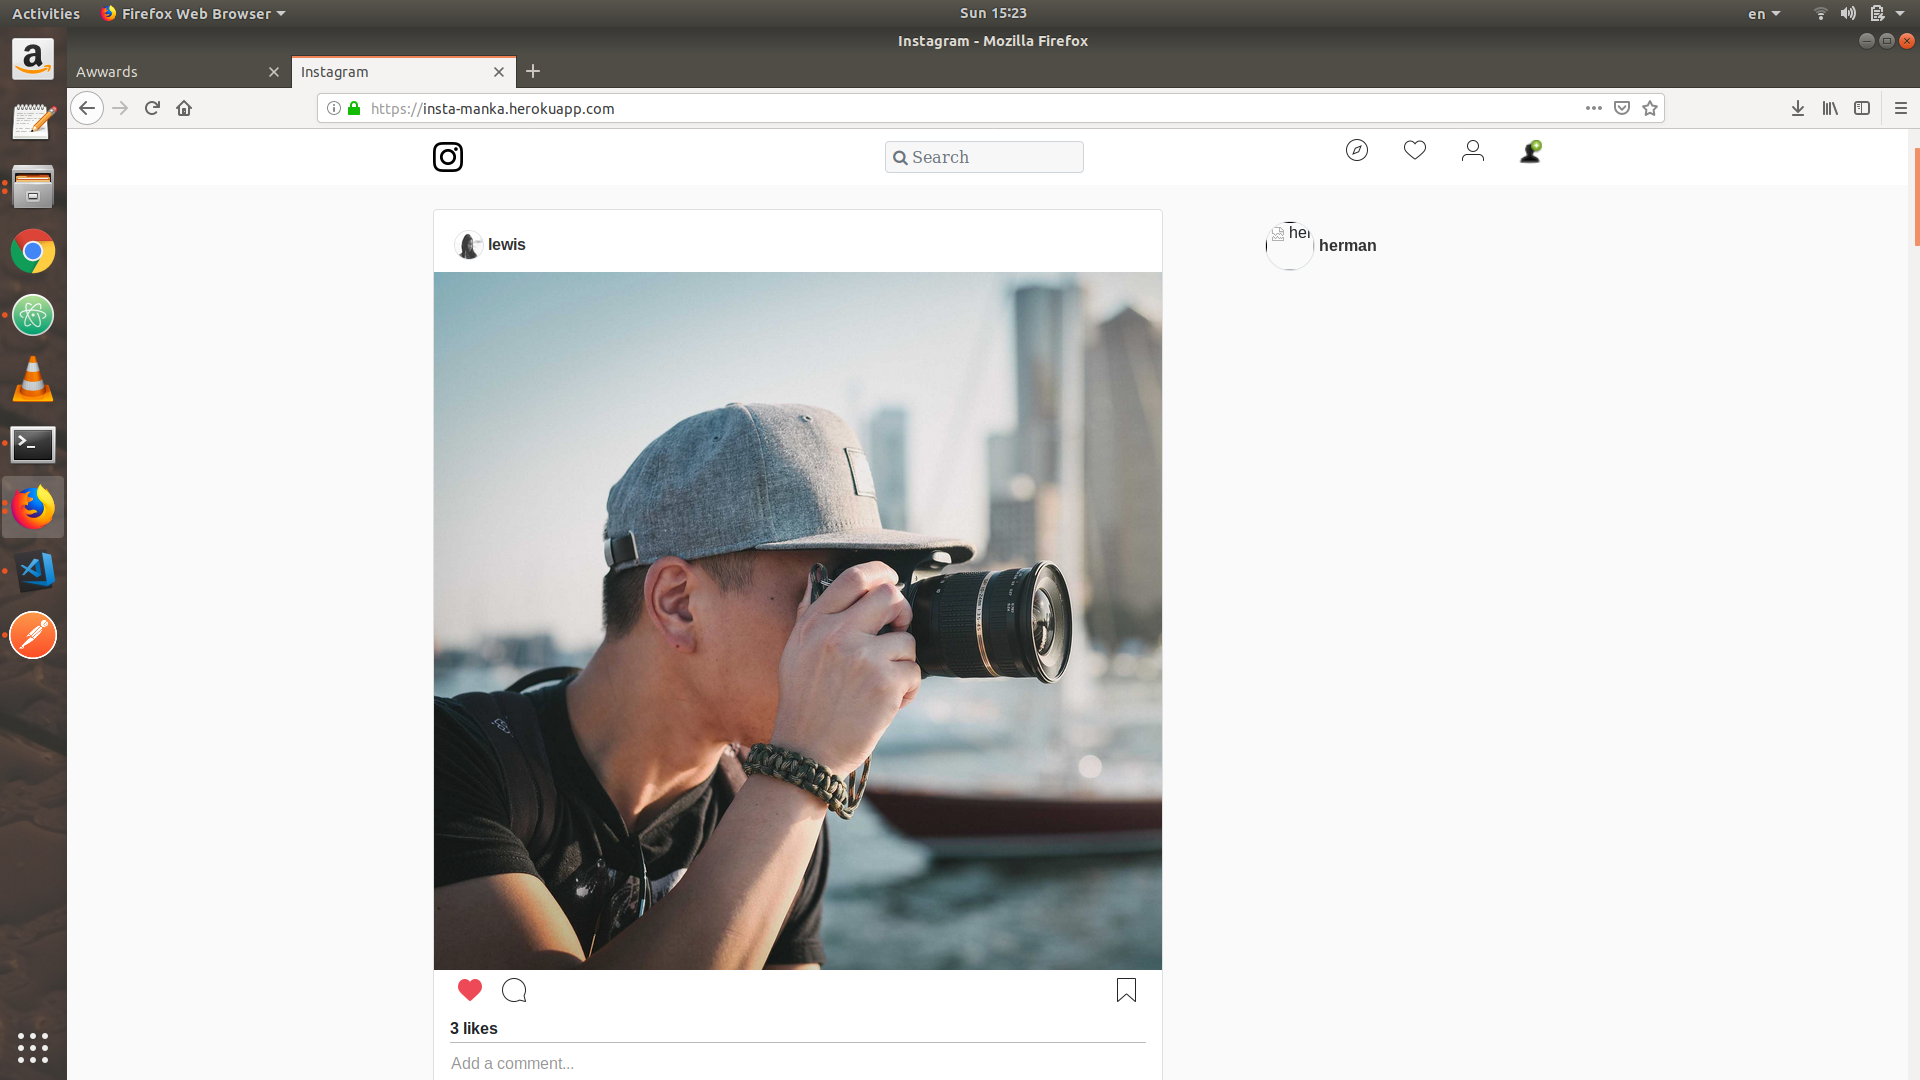 Activities
Firefox Web Browser
Sun 15:23
en
Instagram - Mozilla Firefox
Awwards
Instagram
https://insta-manka.herokuapp.com
Search
lewis
her
herman
3 likes
Add a comment...